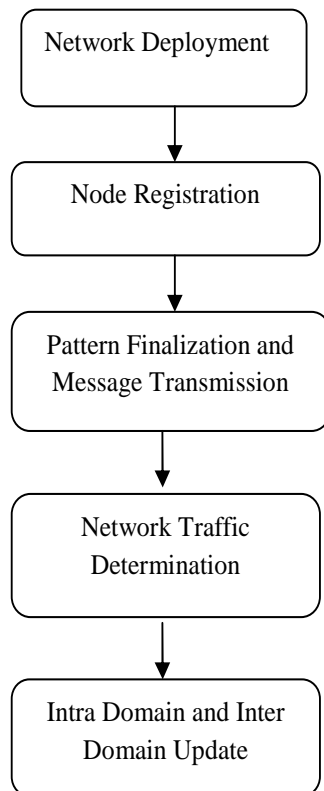 Network Deployment
Node Registration
Pattern Finalization and
Message Transmission
Network Traffic
Determination
Intra Domain and Inter
Domain Update